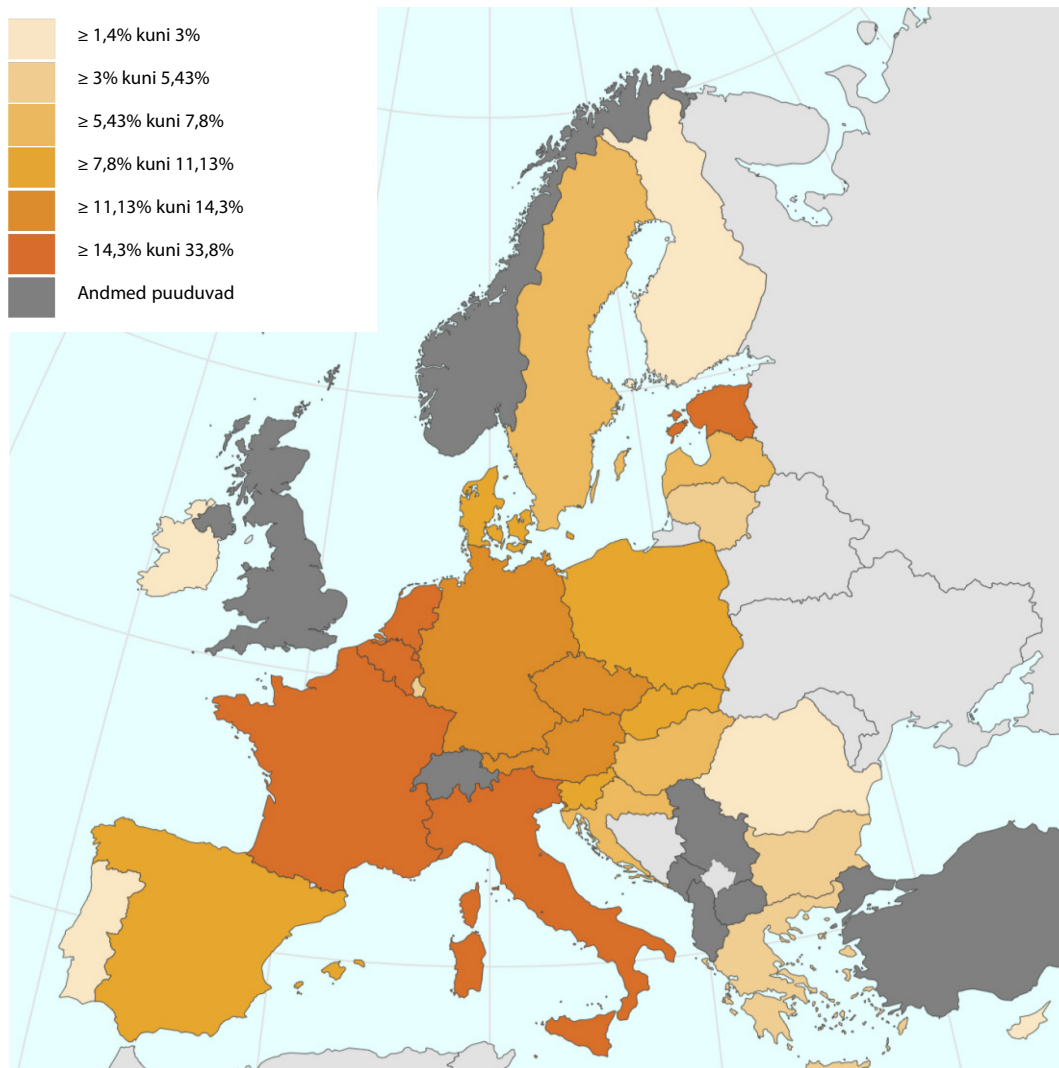 ≥ 1,4% kuni 3%
≥ 3% kuni 5,43%
≥ 5,43% kuni 7,8%
≥ 7,8% kuni 11,13%
≥ 11,13% kuni 14,3%
≥ 14,3% kuni 33,8%
Andmed puuduvad